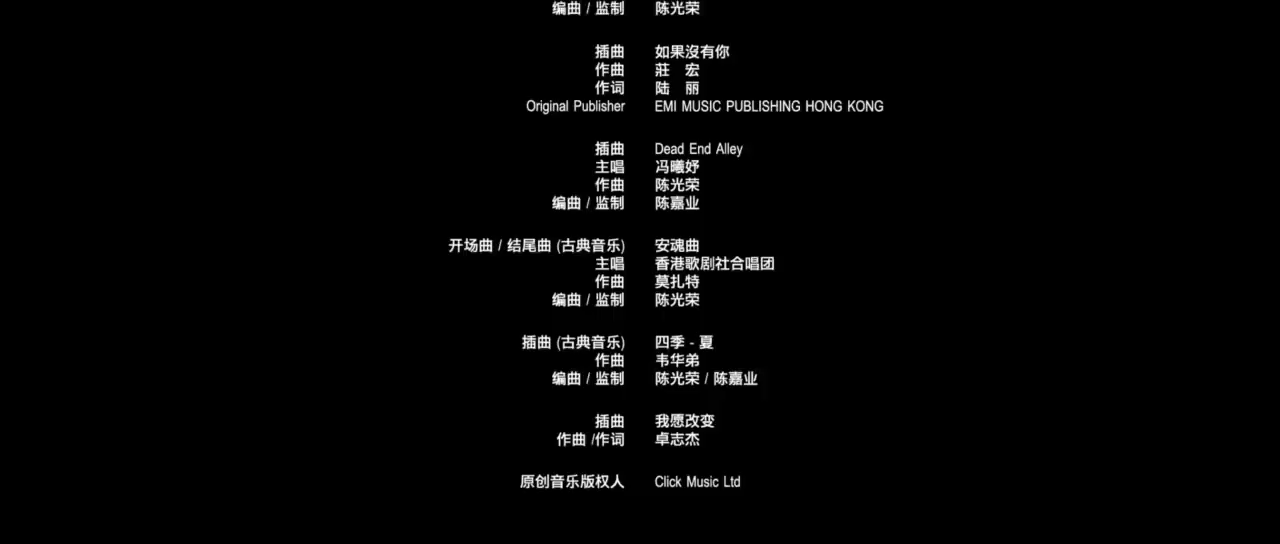 编曲 / 监制 陈光荣
插曲 如果沒有你
作曲 莊 宏
作词 陆 丽
Original Publisher EMI MUSIC PUBLISHING HONG KONG
插曲 Dead End Alley
主唱 冯曦妤
作曲 陈光荣
编曲 / 监制 陈嘉业
开场曲 / 结尾曲 (古典音乐) 安魂曲
主唱 香港歌剧社合唱团
作曲 莫扎特
编曲 / 监制 陈光荣
插曲 (古典音乐) 四季 - 夏
作曲 韦华弟
编曲 / 监制 陈光荣 / 陈嘉业
插曲 我愿改变
作曲 /作词 卓志杰
原创音乐版权人 Click Music Ltd